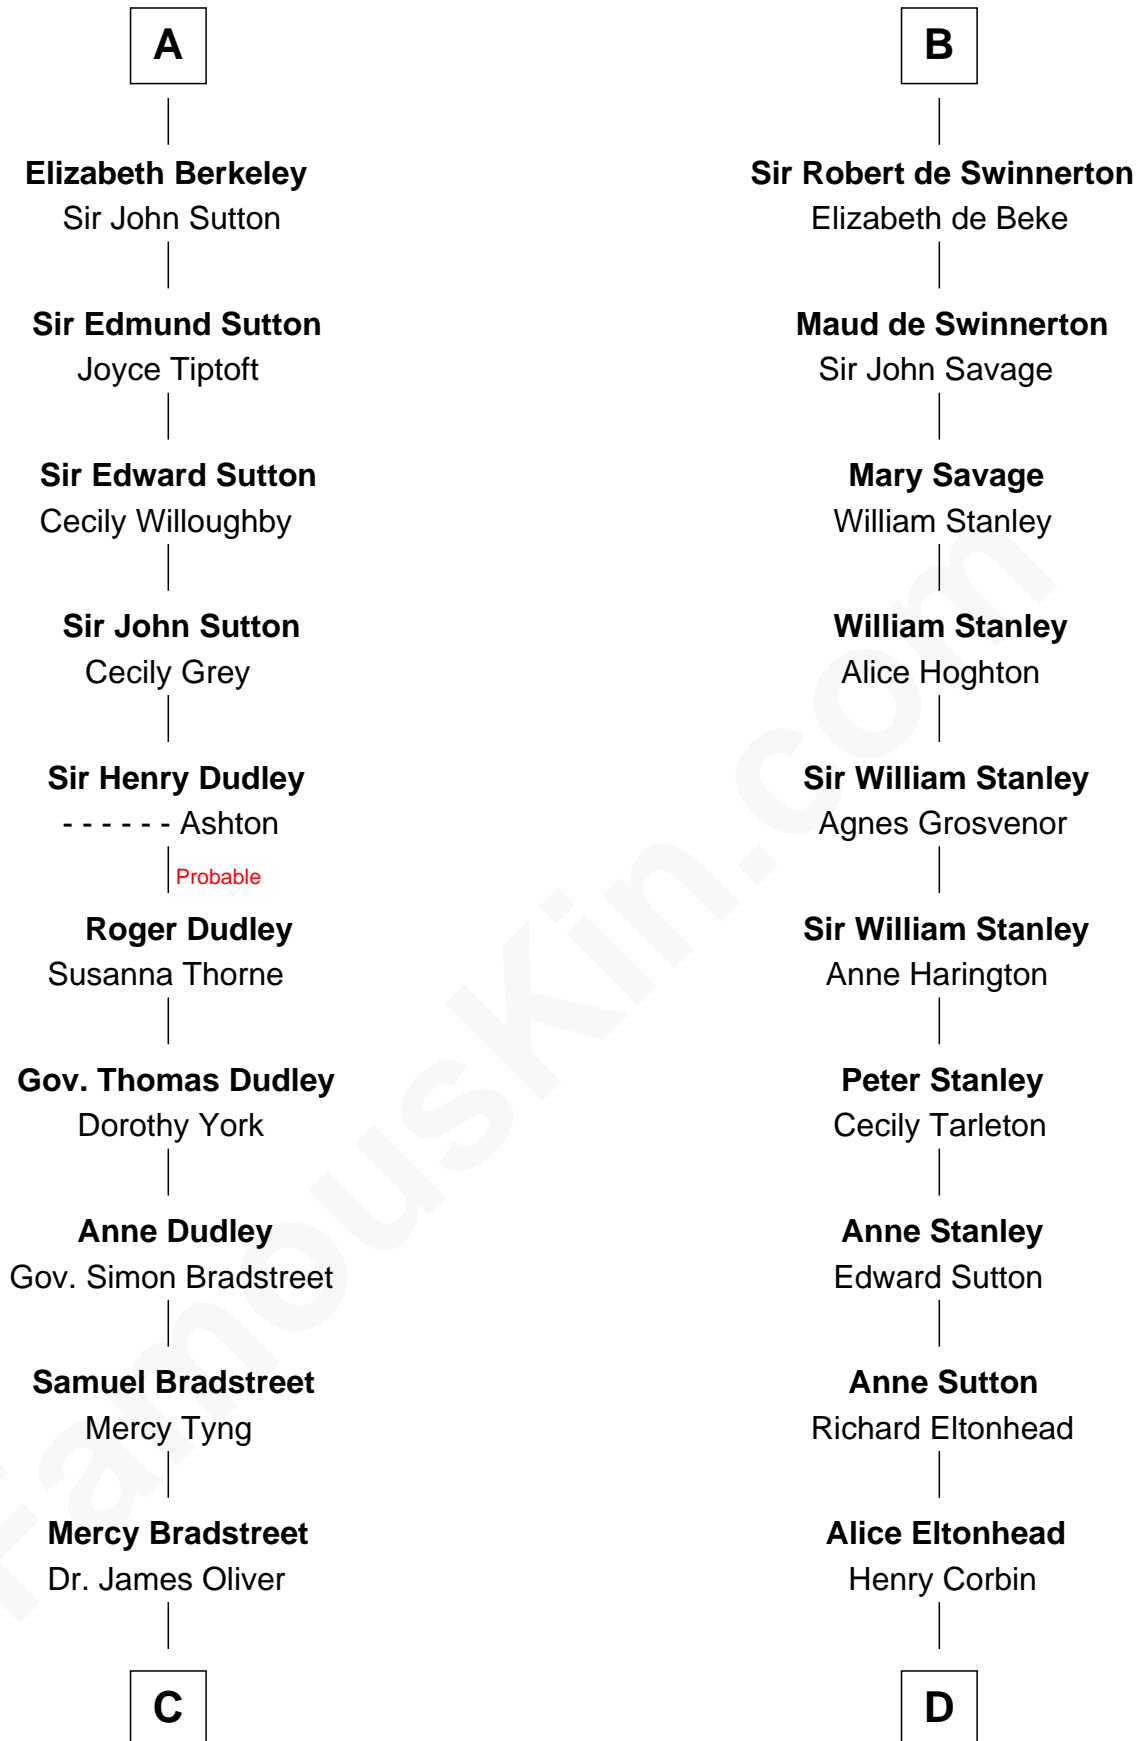 A
Elizabeth Berkeley
Sir John Sutton
Sir Edmund Sutton
Joyce Tiptoft
Sir Edward Sutton
Cecily Willoughby
Sir John Sutton
Cecily Grey
Sir Henry Dudley
- - - - - - Ashton
Probable
Roger Dudley
Susanna Thorne
Gov. Thomas Dudley
Dorothy York
Anne Dudley
Gov. Simon Bradstreet
Samuel Bradstreet
Mercy Tyng
Mercy Bradstreet
Dr. James Oliver
C
B
Sir Robert de Swinnerton
Elizabeth de Beke
Maud de Swinnerton
Sir John Savage
Mary Savage
William Stanley
William Stanley
Alice Hoghton
Sir William Stanley
Agnes Grosvenor
Sir William Stanley
Anne Harington
Peter Stanley
Cecily Tarleton
Anne Stanley
Edward Sutton
Anne Sutton
Richard Eltonhead
Alice Eltonhead
Henry Corbin
D
FamousKin.com